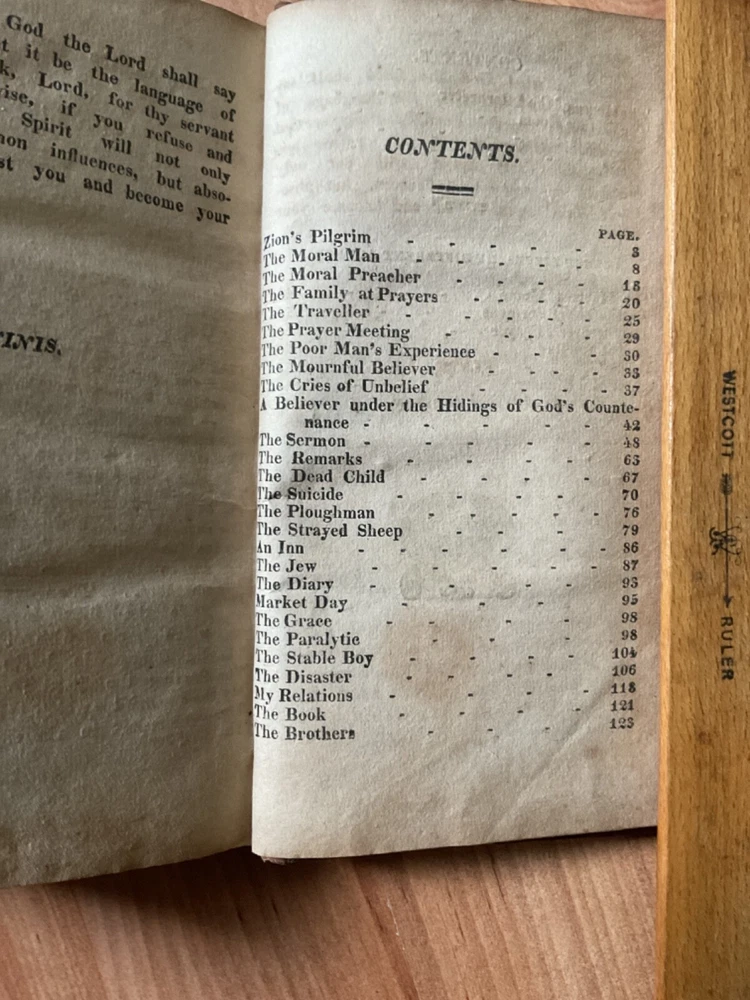 God the Lord shall say
it be the language of
Lord, for thy servant
if you refuse and
Spirit will not only
influences, but abso-
you and become your
CONTENTS.
PAGE.
Zion's Pilgrim - - - - - 3
The Moral Man - - - - - 8
The Moral Preacher - - - - 18
The Family at Prayers - - - - 20
The Traveller - - - - - 25
The Prayer Meeting - - - - 29
The Poor Man's Experience - - - 30
The Mournful Believer - - - 33
The Cries of Unbelief - - - - 37
A Believer under the Hidings of God's Counte-
nance - - - - - 42
The Sermon - - - - - 48
The Remarks - - - - 63
The Dead Child - - - - 67
The Suicide - - - - 70
The Ploughman - - - - 76
The Strayed Sheep - - - 79
An Inn - - - - - - 86
The Jew - - - - - 87
The Diary - - - - - 93
Market Day - - - 95
The Grace - - - - - 98
The Paralytic - - - 98
The Stable Boy - - - - 104
The Disaster - - - - 106
My Relations - - - - - 118
The Book - - - - 121
The Brothers - - - - 123
WESTCOTT
RULER